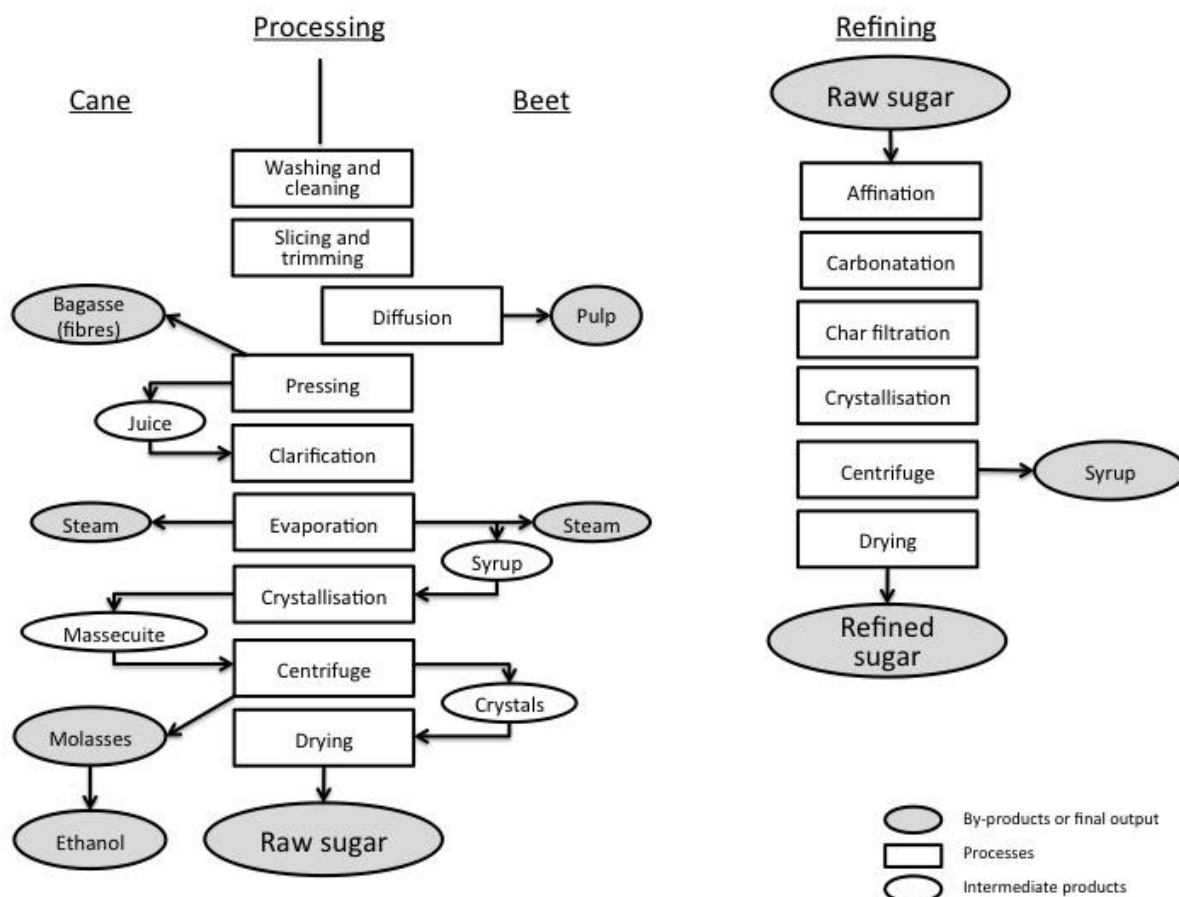 Processing
Cane
Beet
Washing and
cleaning
Slicing and
trimming
Bagasse
(fibres)
Diffusion
Pulp
Pressing
Juice
Clarification
Steam
Evaporation
Steam
Syrup
Crystallisation
Massecuite
Centrifuge
Crystals
Molasses
Drying
Ethanol
Raw sugar
Refining
Raw sugar
Affination
Carbonatation
Char filtration
Crystallisation
Centrifuge
Syrup
Drying
Refined
sugar
By-products or final output
Processes
Intermediate products